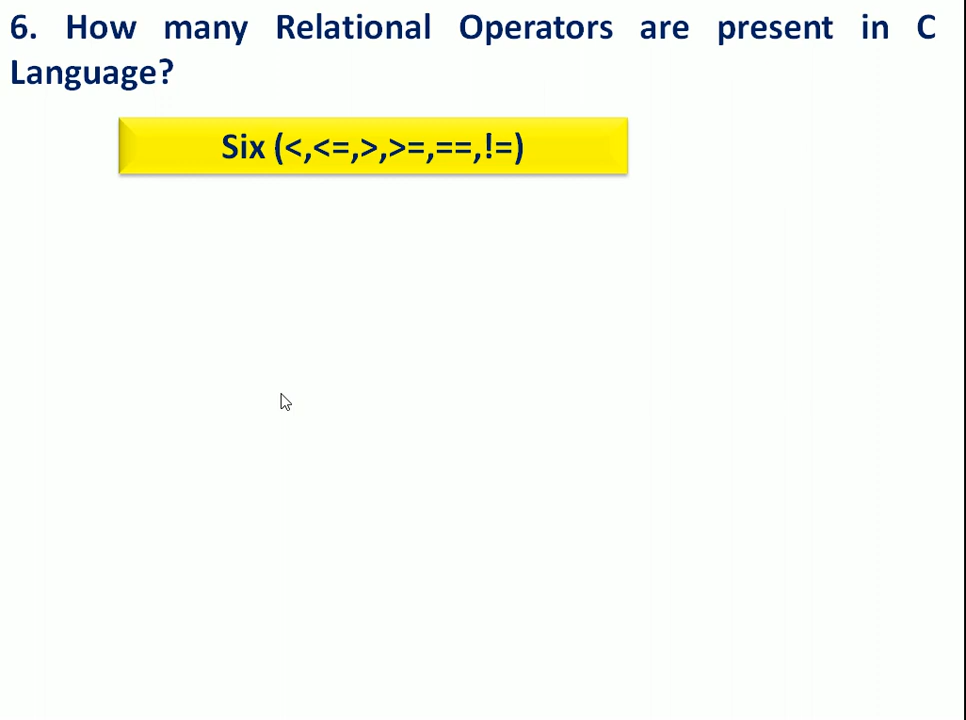 6. How many Relational Operators are present in C
Language?
Six (<,<=,>,>=,==,!=)